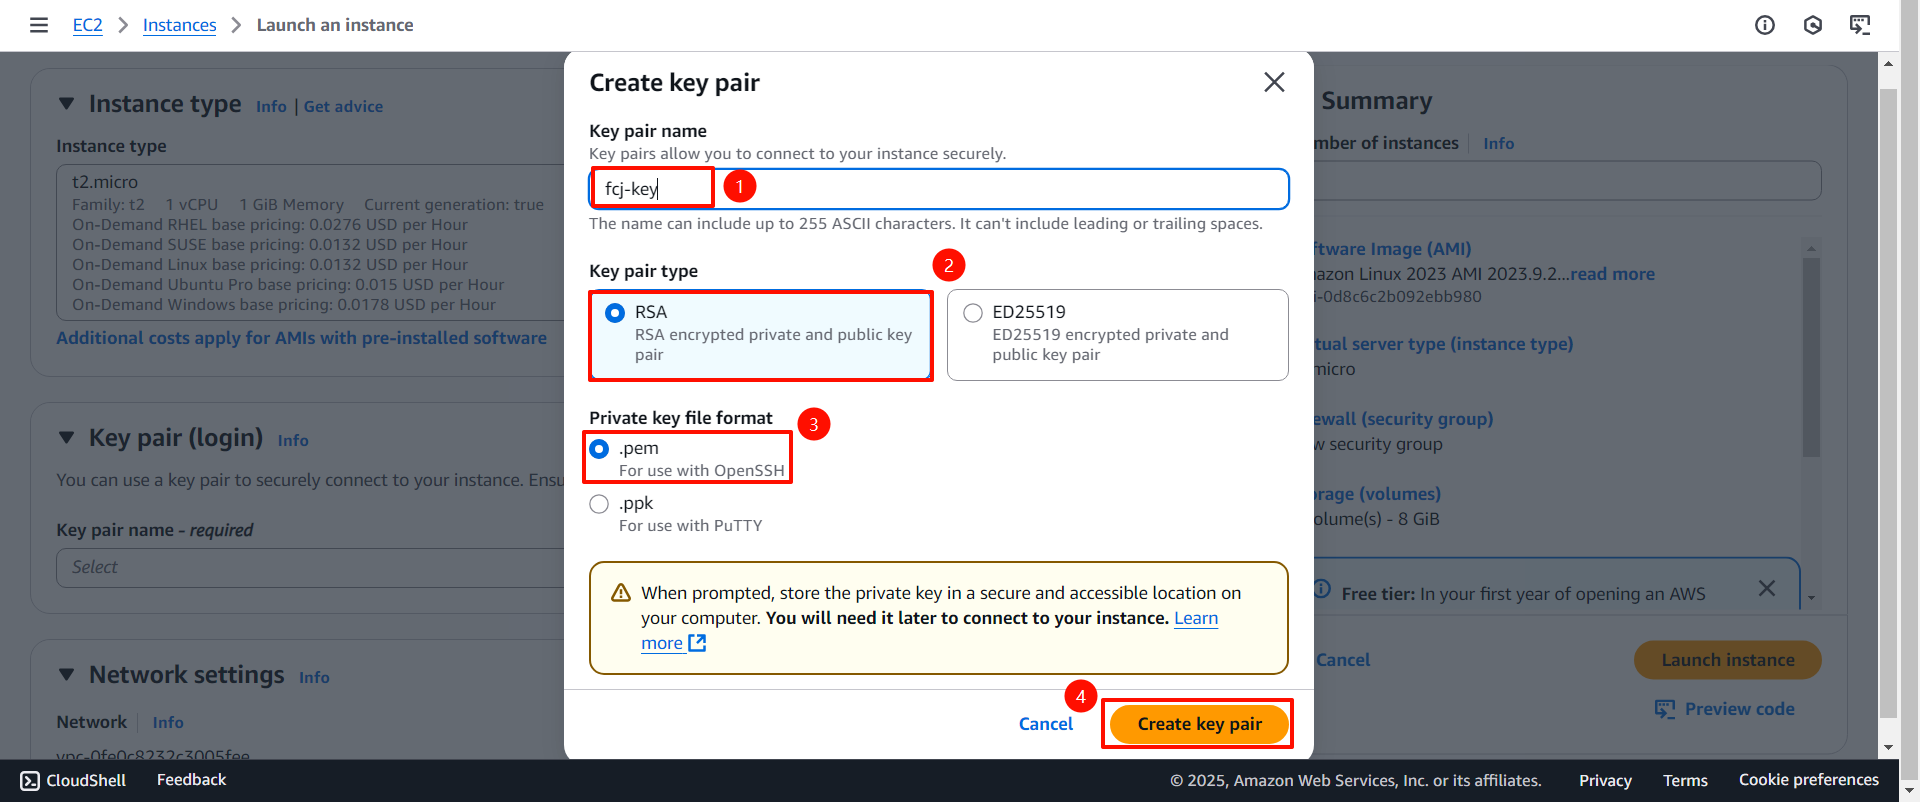 EC2 > Instances > Launch an instance
Instance type Info | Get advice
Instance type
t2.micro
Family: t2 1 vCPU 1 GiB Memory Current generation: true
On-Demand RHEL base pricing: 0.0276 USD per Hour
On-Demand SUSE base pricing: 0.0132 USD per Hour
On-Demand Linux base pricing: 0.0132 USD per Hour
On-Demand Ubuntu Pro base pricing: 0.015 USD per Hour
On-Demand Windows base pricing: 0.0178 USD per Hour
Additional costs apply for AMIs with pre-installed software
Key pair (login) Info
You can use a key pair to securely connect to your instance. Ensu
Key pair name - required
Select
Network settings Info
Network Info
vpc-0fe0c8232c3005fee
Create key pair
Key pair name
Key pairs allow you to connect to your instance securely.
fcj-key
1
The name can include up to 255 ASCII characters. It can't include leading or trailing spaces.
Key pair type
2
RSA
RSA encrypted private and public key
pair
ED25519
ED25519 encrypted private and
public key pair
Private key file format
3
.pem
For use with OpenSSH
.ppk
For use with PuTTY
When prompted, store the private key in a secure and accessible location on
your computer. You will need it later to connect to your instance. Learn
more
4
Cancel
Create key pair
Summary
mber of instances Info
ftware Image (AMI)
azon Linux 2023 AMI 2023.9.2...read more
i-0d8c6c2b092ebb980
tual server type (instance type)
micro
ewall (security group)
w security group
rage (volumes)
olume(s) - 8 GiB
Free tier: In your first year of opening an AWS
Cancel
Launch instance
Preview code
CloudShell Feedback
© 2025, Amazon Web Services, Inc. or its affiliates. Privacy Terms Cookie preferences